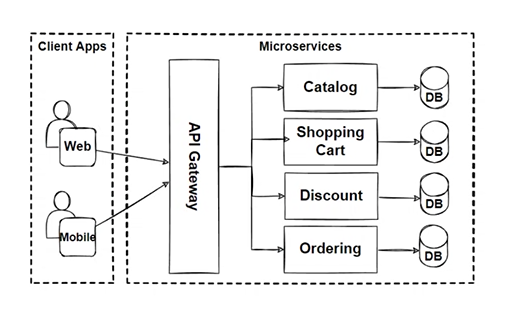 Client Apps
Microservices
Web
Mobile
API Gateway
Catalog
DB
Shopping
Cart
DB
Discount
DB
Ordering
DB